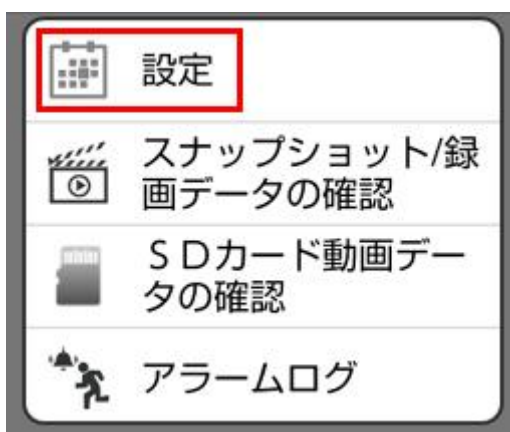 設定
スナップショット/録
画データの確認
ＳＤカード動画デー
タの確認
アラームログ